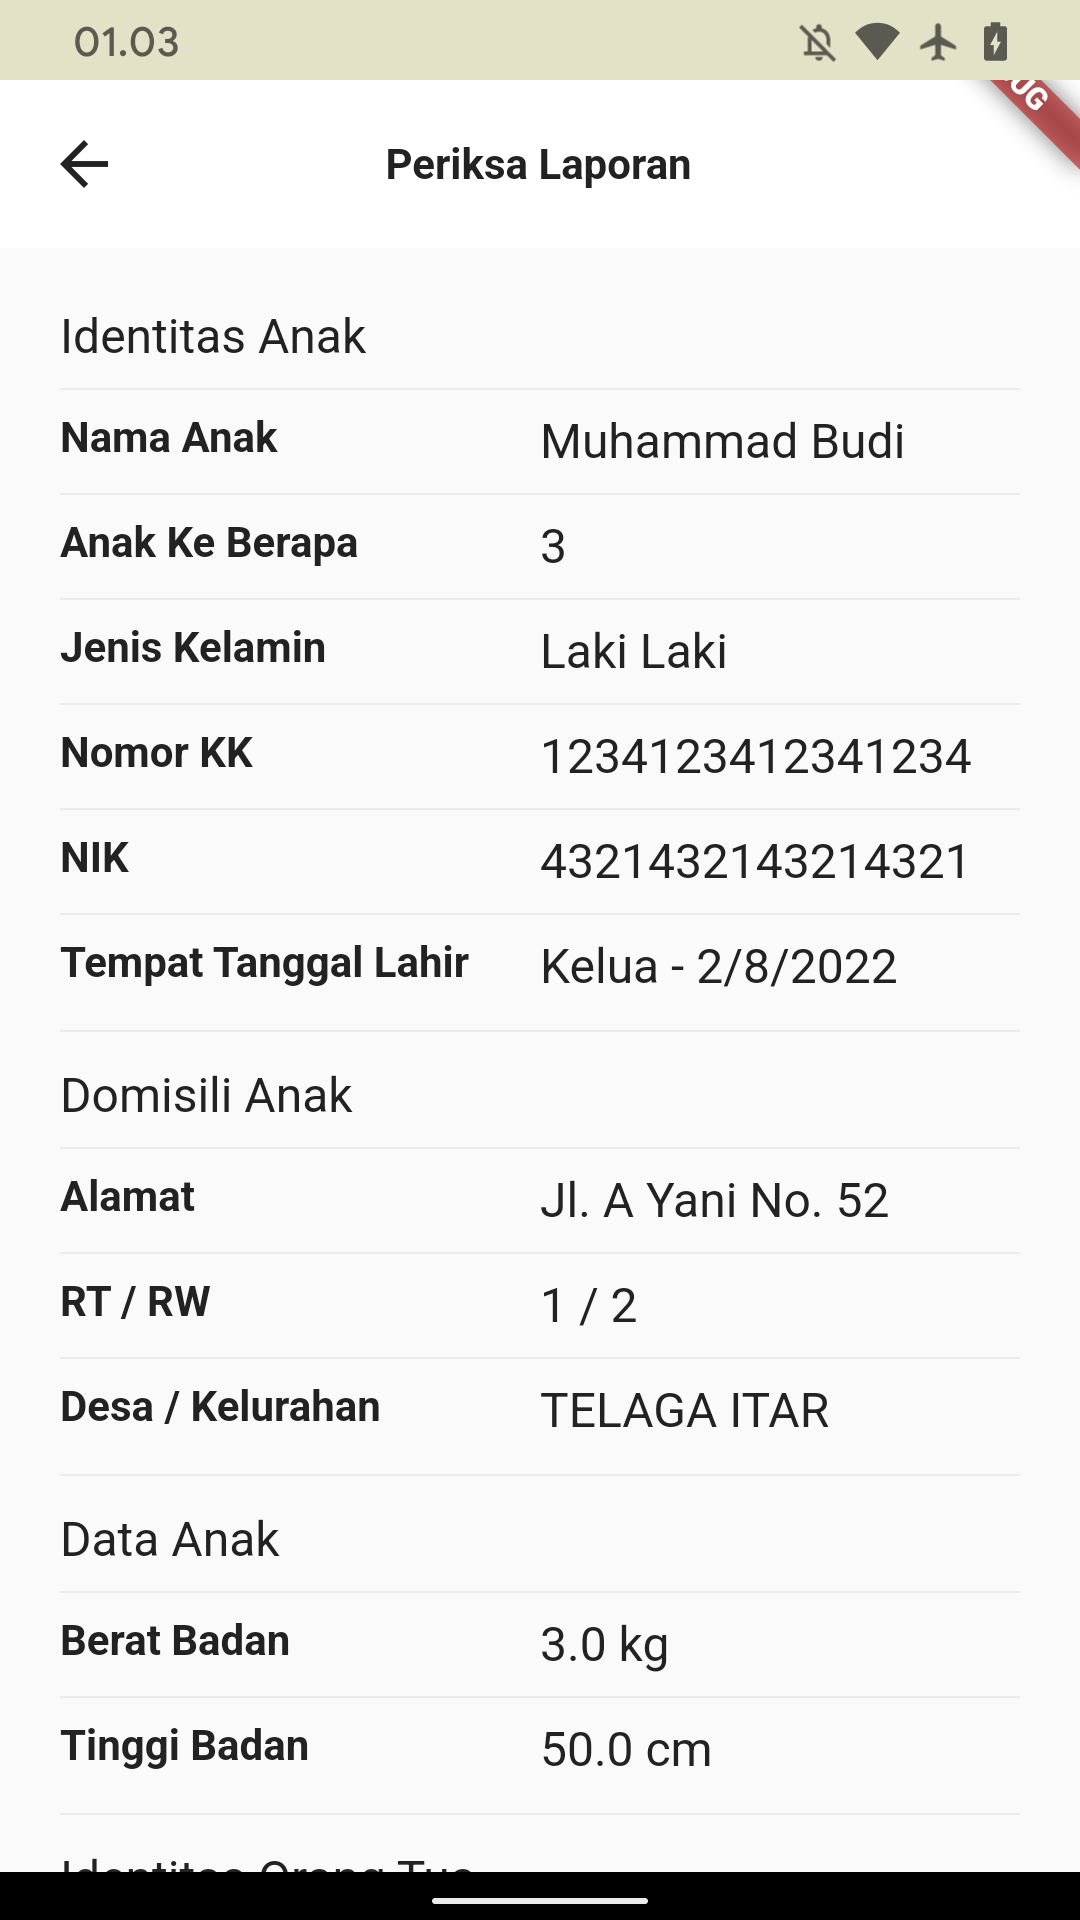 01.03
UG
Periksa Laporan
Identitas Anak
Nama Anak Muhammad Budi
Anak Ke Berapa 3
Jenis Kelamin Laki Laki
Nomor KK 1234123412341234
NIK 4321432143214321
Tempat Tanggal Lahir Kelua - 2/8/2022
Domisili Anak
Alamat Jl. A Yani No. 52
RT / RW 1 / 2
Desa / Kelurahan TELAGA ITAR
Data Anak
Berat Badan 3.0 kg
Tinggi Badan 50.0 cm
Identitas Orang Tua